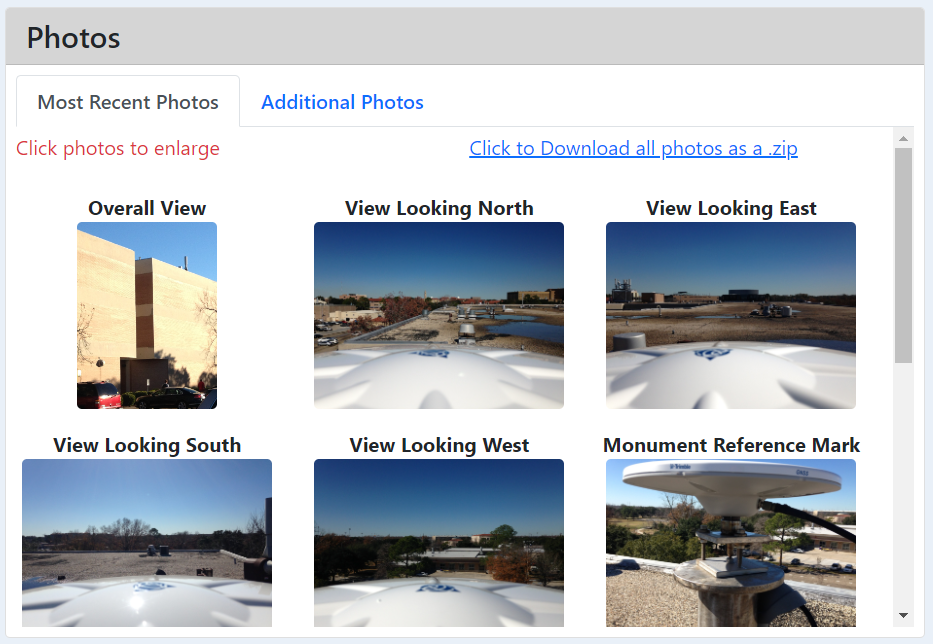 Photos
Most Recent Photos
Additional Photos
Click photos to enlarge
Click to Download all photos as a .zip
Overall View
View Looking North
View Looking East
View Looking South
View Looking West
Monument Reference Mark
Trimble